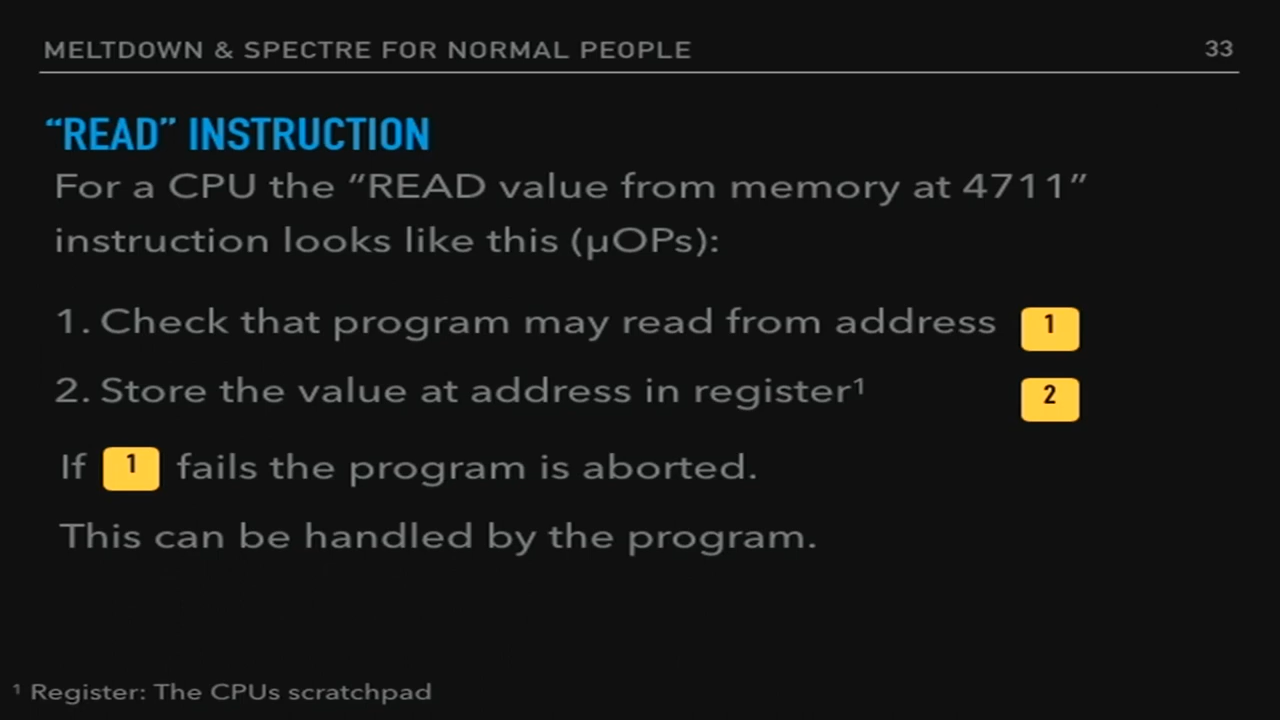 MELTDOWN & SPECTRE FOR NORMAL PEOPLE 33
“READ” INSTRUCTION
For a CPU the “READ value from memory at 4711”
instruction looks like this (µOPs):
1. Check that program may read from address 1
2. Store the value at address in register¹ 2
If 1 fails the program is aborted.
This can be handled by the program.
¹ Register: The CPUs scratchpad